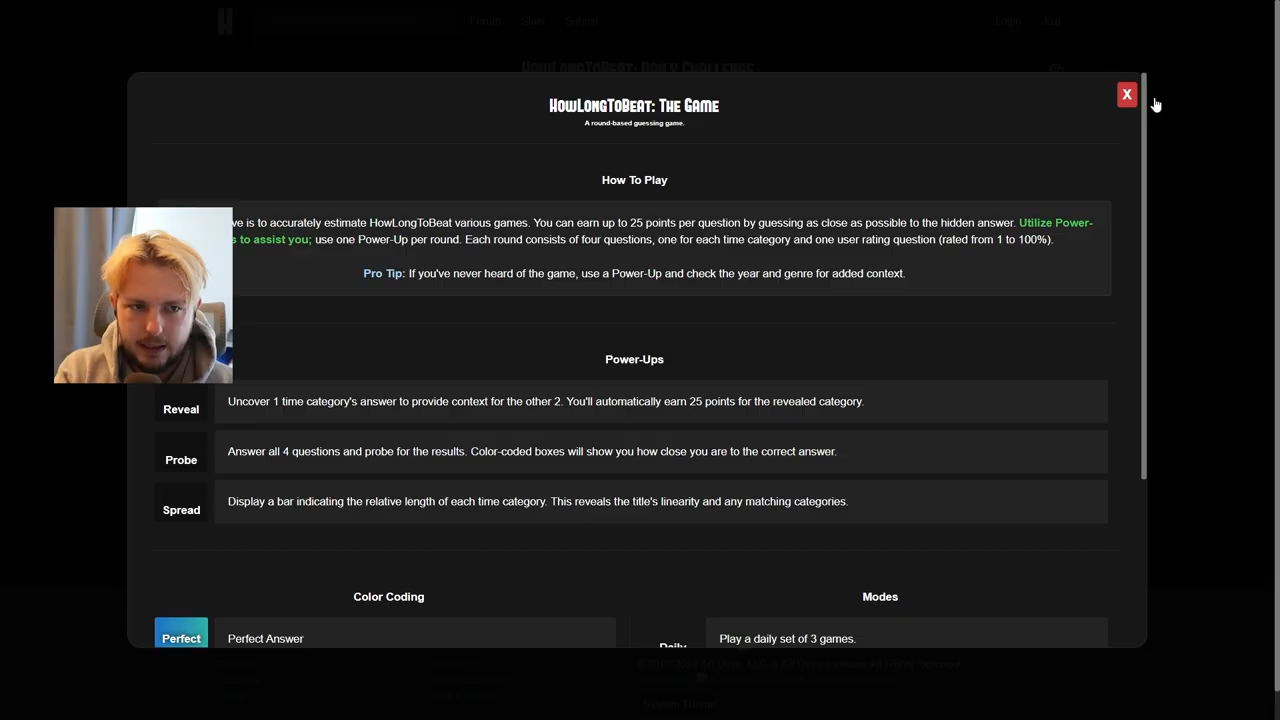 Forum Stats Submit Login Join
HowLongToBeat: Daily Challenge
HowLongToBeat: The Game
X
A round-based guessing game.
How To Play
ve is to accurately estimate HowLongToBeat various games. You can earn up to 25 points per question by guessing as close as possible to the hidden answer. Utilize Power-
s to assist you; use one Power-Up per round. Each round consists of four questions, one for each time category and one user rating question (rated from 1 to 100%).
Pro Tip: If you've never heard of the game, use a Power-Up and check the year and genre for added context.
Power-Ups
Reveal Uncover 1 time category's answer to provide context for the other 2. You'll automatically earn 25 points for the revealed category.
Probe Answer all 4 questions and probe for the results. Color-coded boxes will show you how close you are to the correct answer.
Spread Display a bar indicating the relative length of each time category. This reveals the title's linearity and any matching categories.
Color Coding Modes
Perfect Perfect Answer Daily Play a daily set of 3 games.